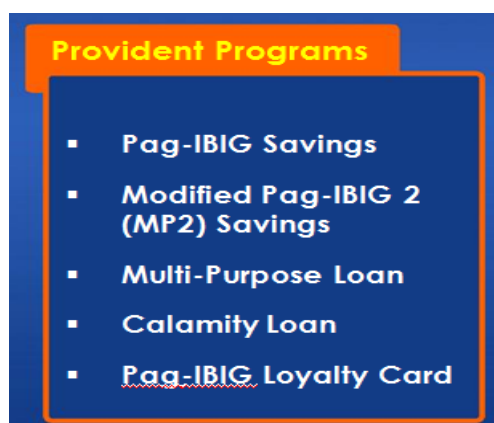 Provident Programs
▪ Pag-IBIG Savings
▪ Modified Pag-IBIG 2
(MP2) Savings
▪ Multi-Purpose Loan
▪ Calamity Loan
▪ Pag-IBIG Loyalty Card